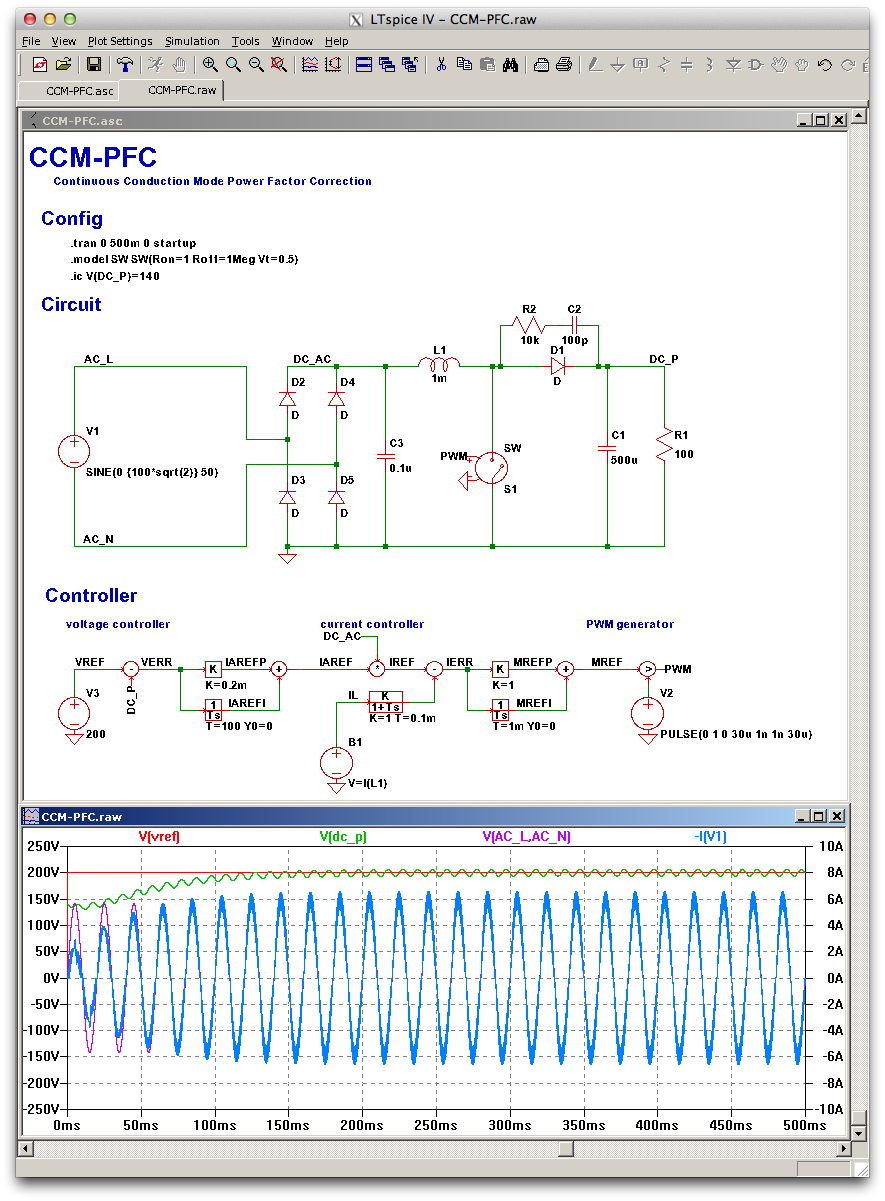 LTspice IV - CCM-PFC.raw
File View Plot Settings Simulation Tools Window Help
CCM-PFC.asc CCM-PFC.raw
CCM-PFC.asc
CCM-PFC
Continuous Conduction Mode Power Factor Correction
Config
.tran 0 500m 0 startup
.model SW SW(Ron=1 Roff=1Meg Vt=0.5)
.ic V(DC_P)=140
Circuit
R2 C2
10k 100p
AC_L DC_AC L1 D1 DC_P
1m D
D2 D4
D D
V1 C3 SW C1 R1
PWM
SINE(0 {100*sqrt(2)} 50) 0.1u 500u 100
D3 D5 S1
D D
AC_N
Controller
voltage controller current controller PWM generator
DC_AC
VREF VERR K IAREFP + IAREF * IREF - IERR K MREFP + MREF > PWM
K=0.2m K=1
V3 DC_P 1 IAREFI IL K 1 MREFI V2
Ts 1+Ts Ts
200 T=100 Y0=0 K=1 T=0.1m T=1m Y0=0 PULSE(0 1 0 30u 1n 1n 30u)
B1
V=I(L1)
CCM-PFC.raw
V(vref) V(dc_p) V(AC_L,AC_N) -I(V1)
250V 10A
200V 8A
150V 6A
100V 4A
50V 2A
0V 0A
-50V -2A
-100V -4A
-150V -6A
-200V -8A
-250V -10A
0ms 50ms 100ms 150ms 200ms 250ms 300ms 350ms 400ms 450ms 500ms